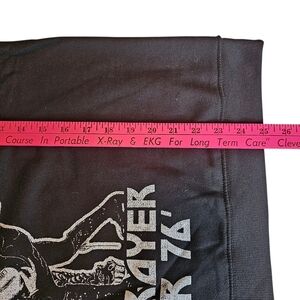 14 15 16 17 18 19 20 21 22 23 24 25 26
Course In Portable X-Ray & EKG For Long Term Care" Cleve
RAYER
76'